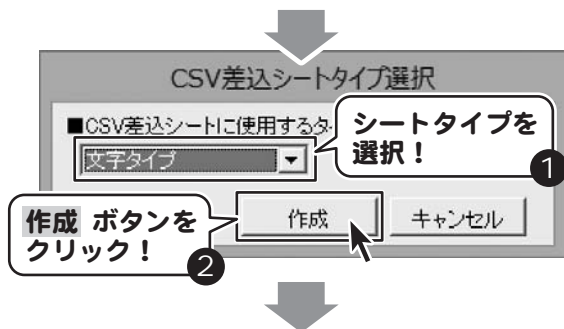 CSV差込シートタイプ選択
■CSV差込シートに使用するタ
文字タイプ
シートタイプを
選択！
1
作成 ボタンを
クリック！
2
作成
キャンセル